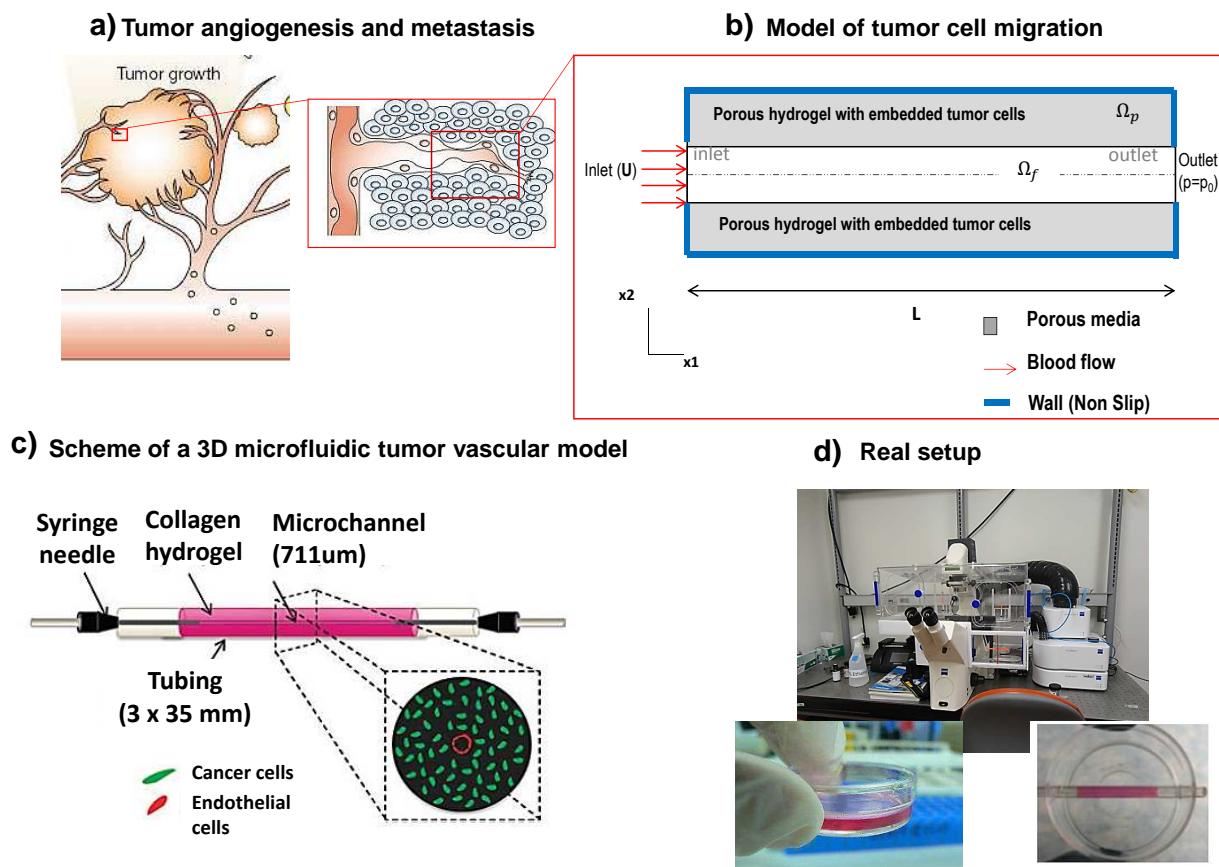 a) Tumor angiogenesis and metastasis
Tumor growth
b) Model of tumor cell migration
Porous hydrogel with embedded tumor cells
Ωp
inlet
outlet
Inlet (U)
Ωf
Outlet
(p=p0)
Porous hydrogel with embedded tumor cells
L
x2
x1
Porous media
Blood flow
Wall (Non Slip)
c) Scheme of a 3D microfluidic tumor vascular model
Syringe
needle
Collagen
hydrogel
Microchannel
(711um)
Tubing
(3 x 35 mm)
Cancer cells
Endothelial
cells
d) Real setup